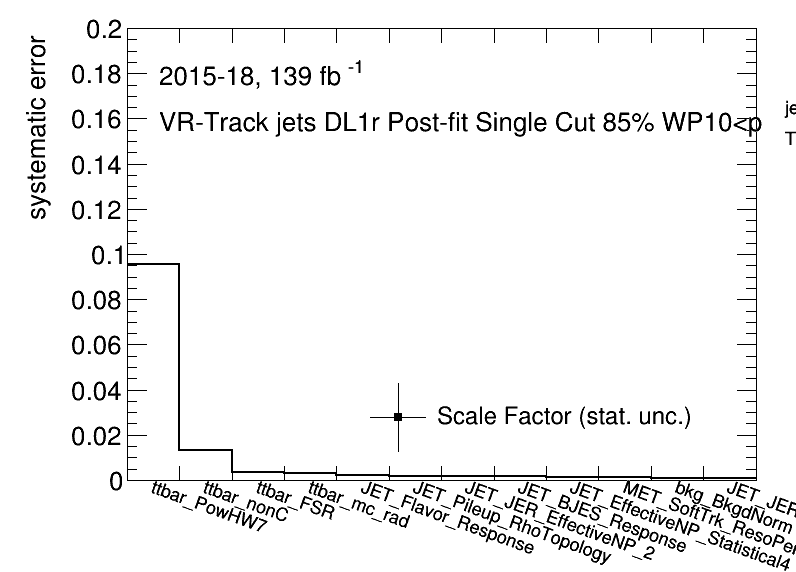 systematic error
0.2
0.18
0.16
0.14
0.12
0.1
0.08
0.06
0.04
0.02
0
2015-18, 139 fb -1
VR-Track jets DL1r Post-fit Single Cut 85% WP10<p
je
T
Scale Factor (stat. unc.)
ttbar_PowHW7
ttbar_nonC
ttbar_FSR
ttbar_mc_rad
JET_Flavor_Response
JET_Pileup_RhoTopology
JET_JER_EffectiveNP_2
JET_BJES_Response
JET_EffectiveNP_Statistical4
MET_SoftTrk_ResoPer
bkg_BkgdNorm
JET_JER